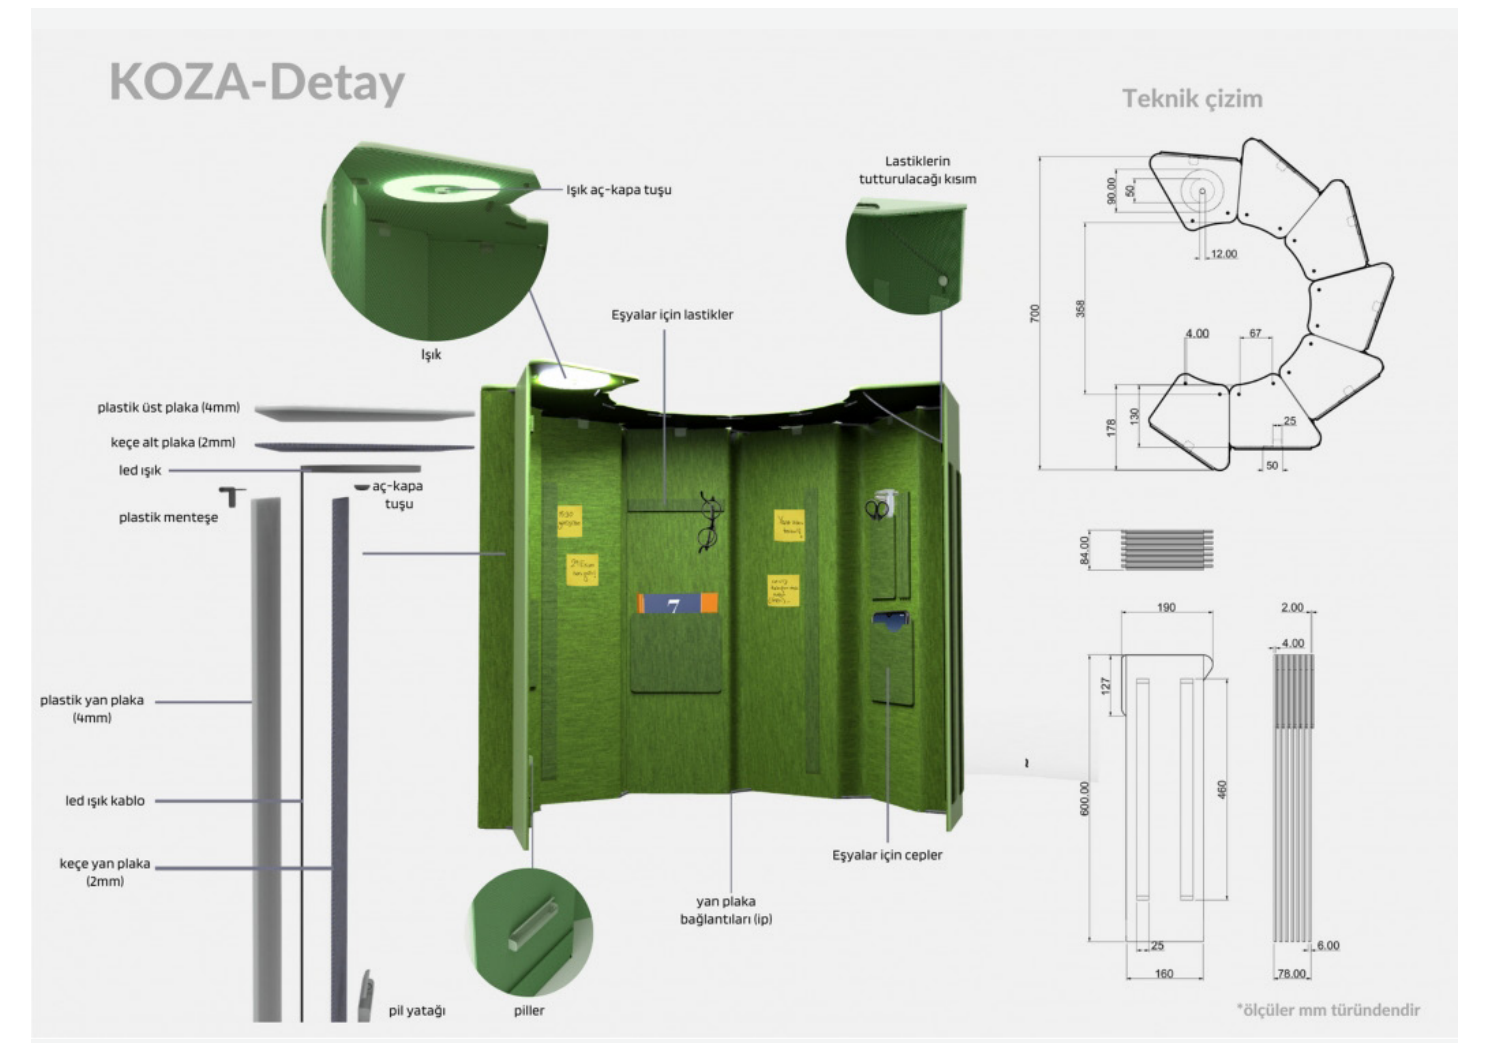 KOZA-Detay
Teknik çizim
Işık aç-kapa tuşu
Işık
Lastiklerin
tutturulacağı kısım
Eşyalar için lastikler
plastik üst plaka (4mm)
keçe alt plaka (2mm)
led ışık
aç-kapa
tuşu
plastik menteşe
plastik yan plaka
(4mm)
led ışık kablo
keçe yan plaka
(2mm)
pil yatağı
piller
yan plaka
bağlantıları (ip)
Eşyalar için cepler
7
~
700
90.00
50
12.00
358
4.00
67
178
130
25
50
84.00
190
2.00
4.00
127
600.00
460
25
160
6.00
78.00
*ölçüler mm türündendir